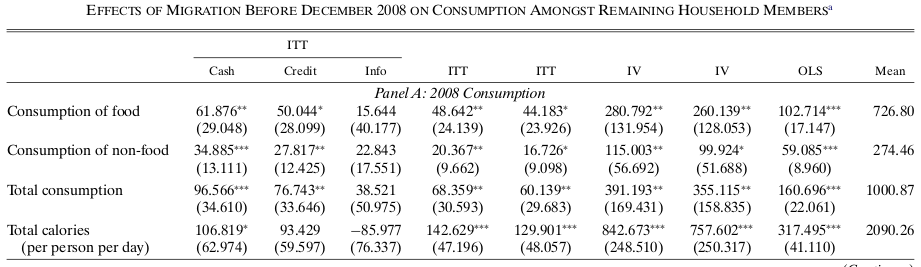 EFFECTS OF MIGRATION BEFORE DECEMBER 2008 ON CONSUMPTION AMONGST REMAINING HOUSEHOLD MEMBERSa
ITT
Cash Credit Info ITT ITT IV IV OLS Mean
Panel A: 2008 Consumption
Consumption of food 61.876** 50.044* 15.644 48.642** 44.183* 280.792** 260.139** 102.714*** 726.80
(29.048) (28.099) (40.177) (24.139) (23.926) (131.954) (128.053) (17.147)
Consumption of non-food 34.885*** 27.817** 22.843 20.367** 16.726* 115.003** 99.924* 59.085*** 274.46
(13.111) (12.425) (17.551) (9.662) (9.098) (56.692) (51.688) (8.960)
Total consumption 96.566*** 76.743** 38.521 68.359** 60.139** 391.193** 355.115** 160.696*** 1000.87
(34.610) (33.646) (50.975) (30.593) (29.683) (169.431) (158.835) (22.061)
Total calories 106.819* 93.429 −85.977 142.629*** 129.901*** 842.673*** 757.602*** 317.495*** 2090.26
(per person per day) (62.974) (59.597) (76.337) (47.196) (48.057) (248.510) (250.317) (41.110)